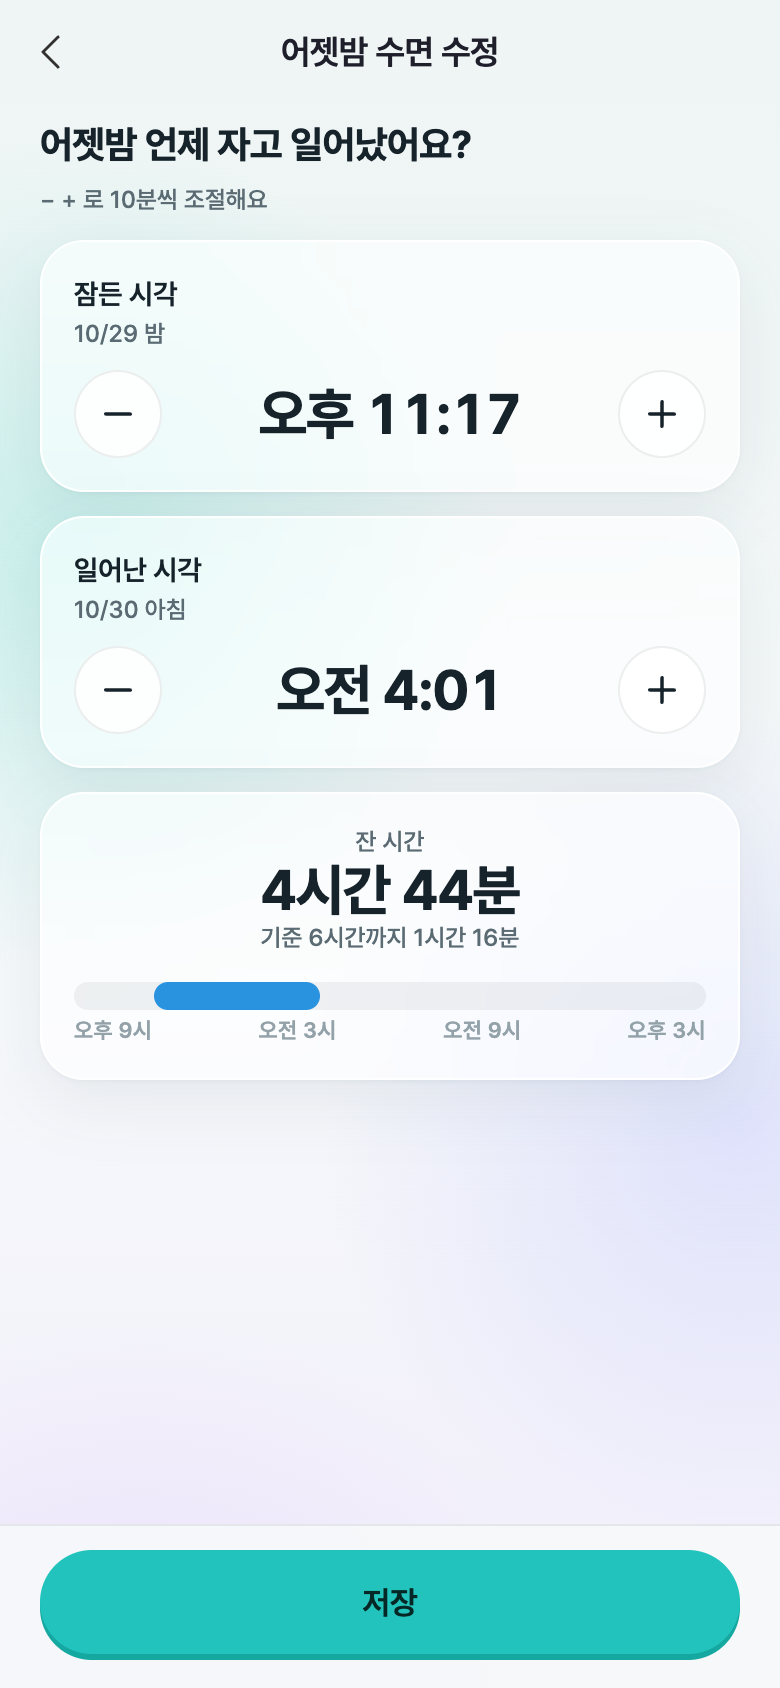 어젯밤 수면 수정
어젯밤 언제 자고 일어났어요?
− + 로 10분씩 조절해요
잠든 시각
10/29 밤
− 오후 11:17 +
일어난 시각
10/30 아침
− 오전 4:01 +
잔 시간
4시간 44분
기준 6시간까지 1시간 16분
오후 9시 오전 3시 오전 9시 오후 3시
저장